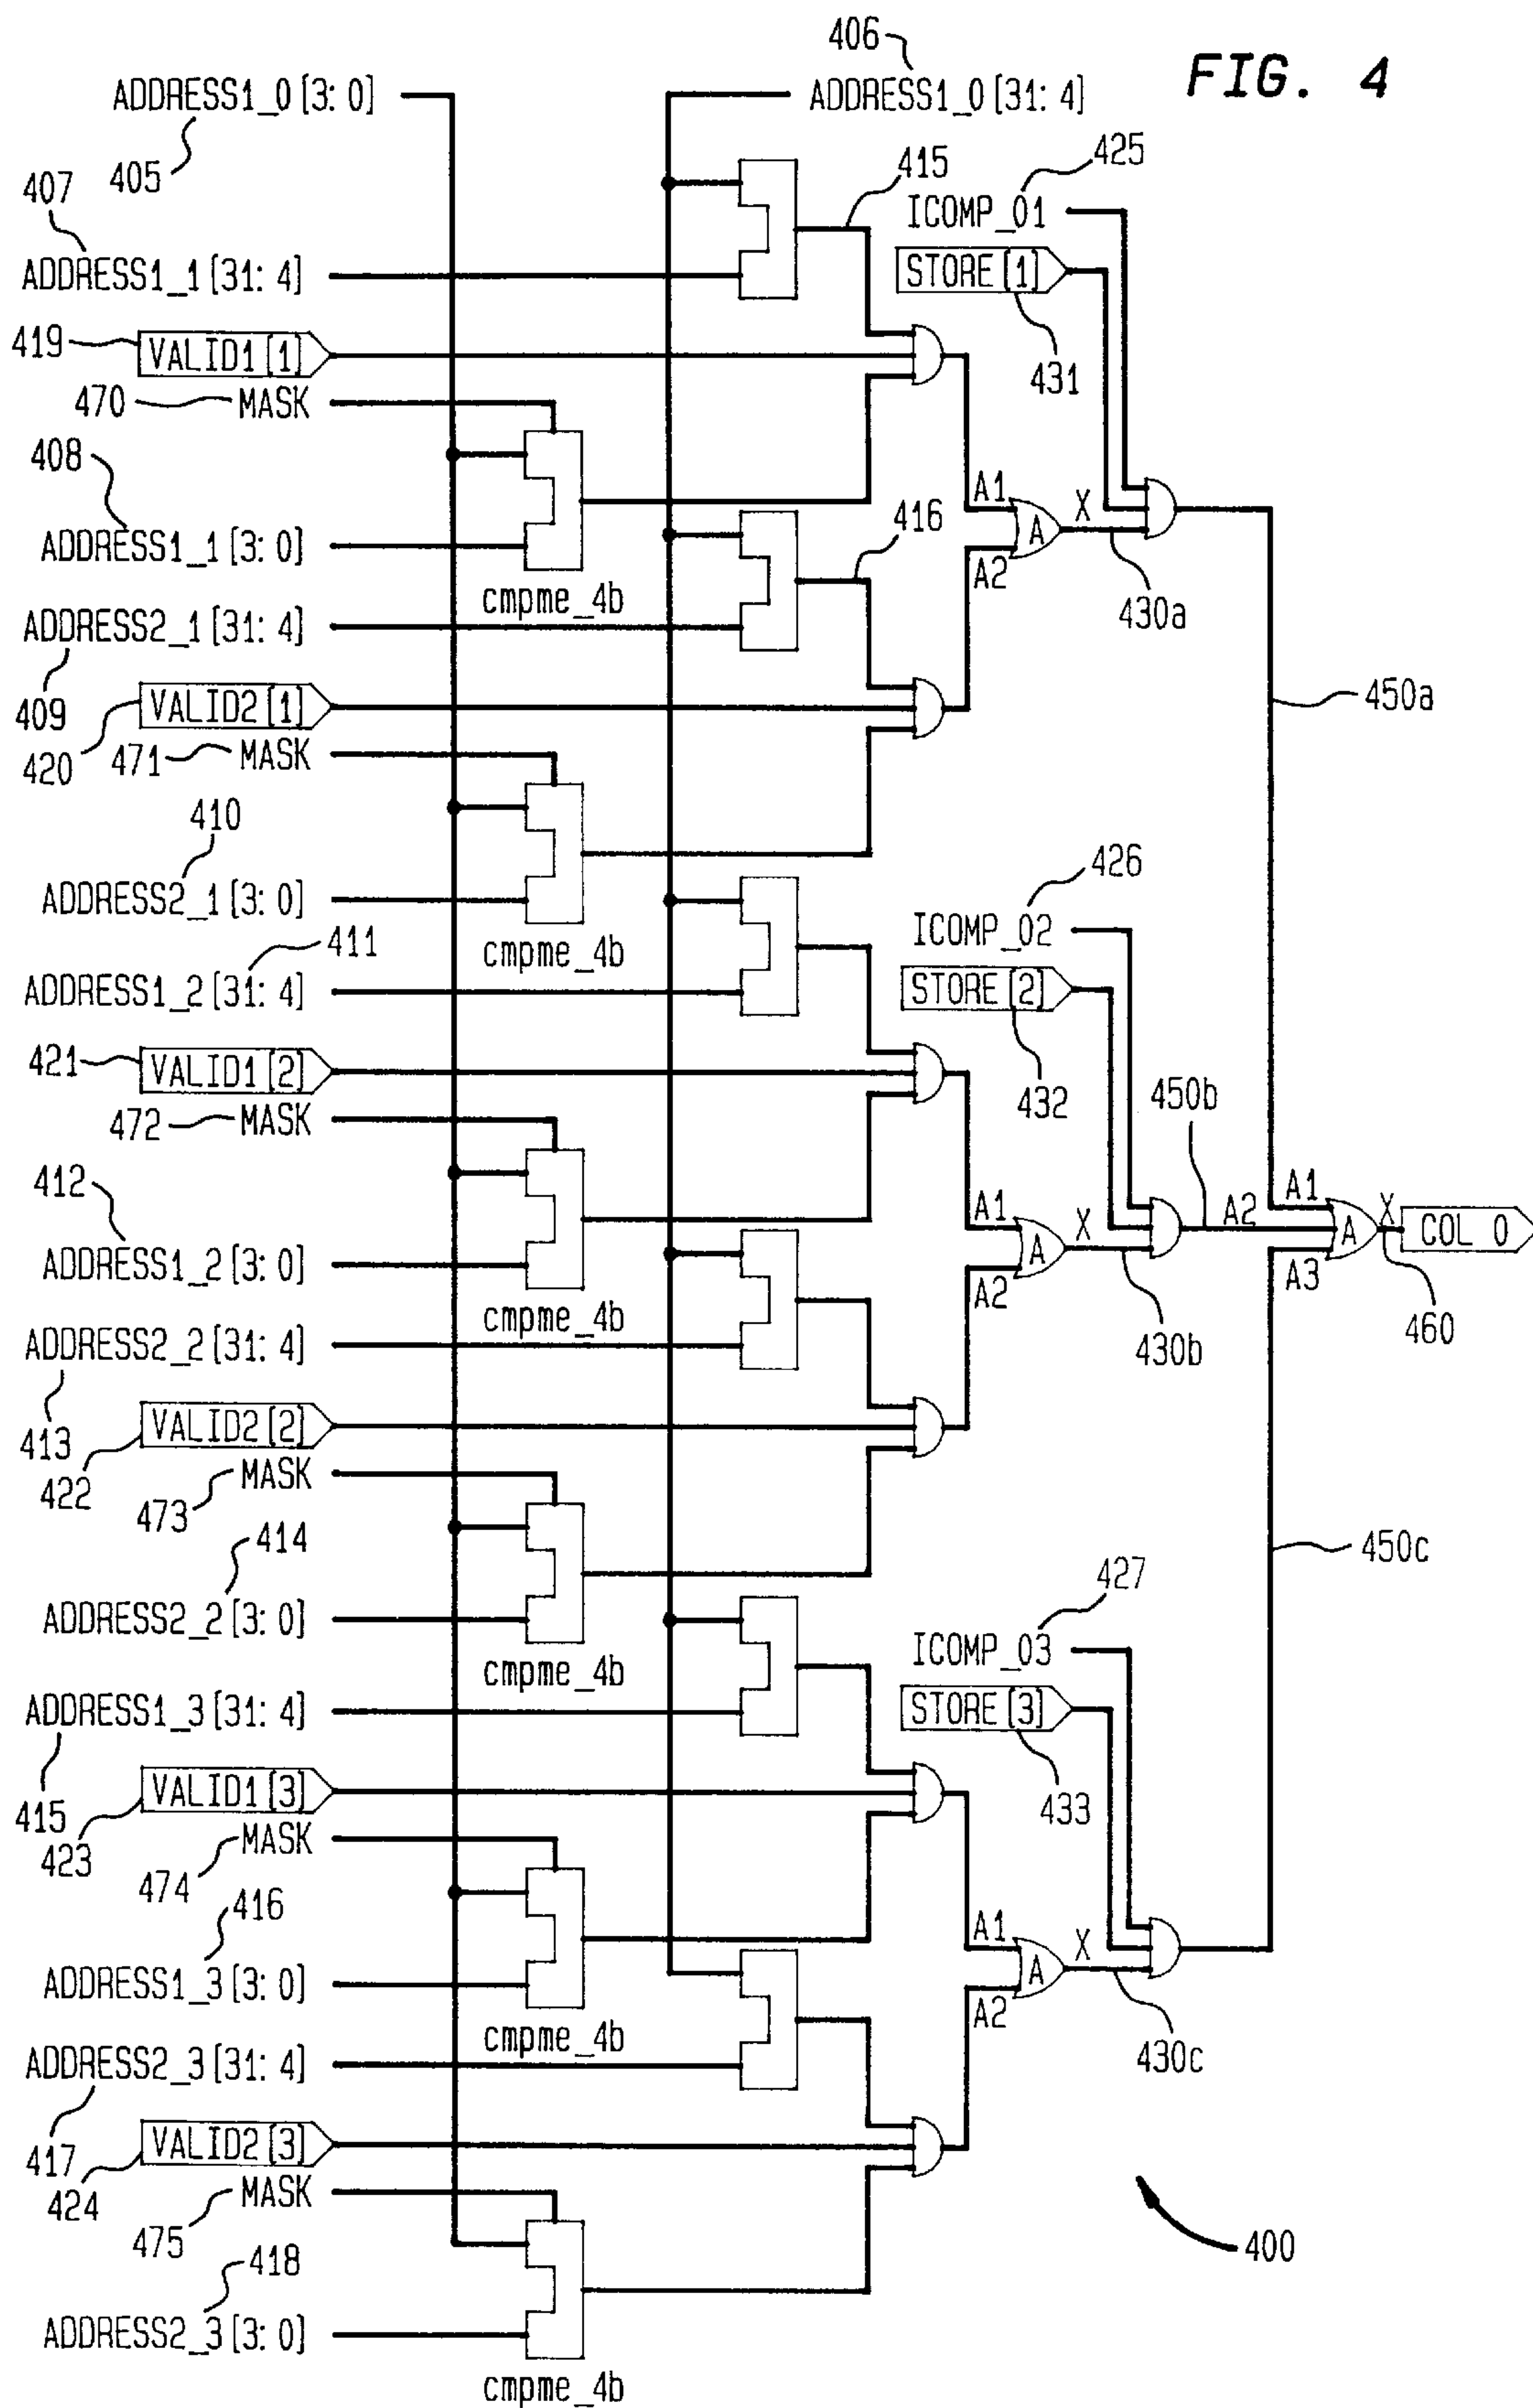 FIG. 4
406
ADDRESS1_0 [3: 0]
ADDRESS1_0 [31: 4]
405
415
425
407
ICOMP_01
ADDRESS1_1 [31: 4]
STORE [1]
431
419
VALID1 [1]
470
MASK
408
A1
X
416
A
ADDRESS1_1 [3: 0]
A2
cmpme_4b
430a
ADDRESS2_1 [31: 4]
409
VALID2 [1]
450a
420
471
MASK
410
426
ADDRESS2_1 [3: 0]
ICOMP_02
411
cmpme_4b
ADDRESS1_2 [31: 4]
STORE [2]
421
VALID1 [2]
432
450b
472
MASK
412
A1
X
A2
A1
A
A
X
COL 0
ADDRESS1_2 [3: 0]
A2
A3
cmpme_4b
430b
460
ADDRESS2_2 [31: 4]
413
VALID2 [2]
422
473
MASK
414
450c
427
ADDRESS2_2 [3: 0]
ICOMP_03
cmpme_4b
ADDRESS1_3 [31: 4]
STORE [3]
415
VALID1 [3]
433
423
MASK
474
416
A1
X
A
ADDRESS1_3 [3: 0]
A2
cmpme_4b
430c
ADDRESS2_3 [31: 4]
417
VALID2 [3]
424
MASK
475
400
418
ADDRESS2_3 [3: 0]
cmpme_4b